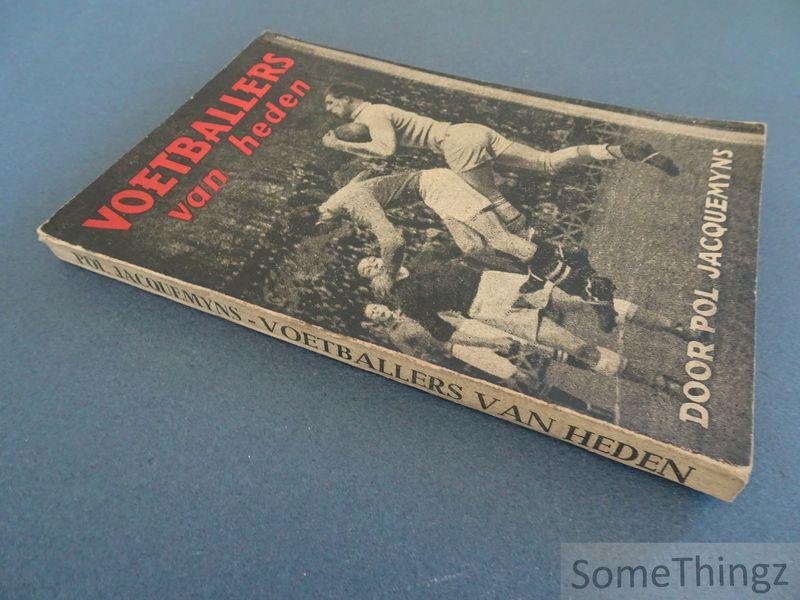 VOETBALLERS
van heden
DOOR POL JACQUEMYNS
POL JACQUEMYNS - VOETBALLERS VAN HEDEN
SomeThingz